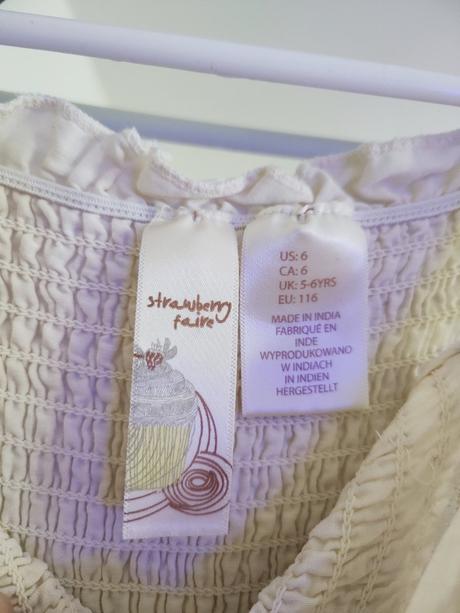 strawberry
faire
US: 6
CA: 6
UK: 5-6YRS
EU: 116
MADE IN INDIA
FABRIQUÉ EN
INDE
WYPRODUKOWANO
W INDIACH
IN INDIEN
HERGESTELLT